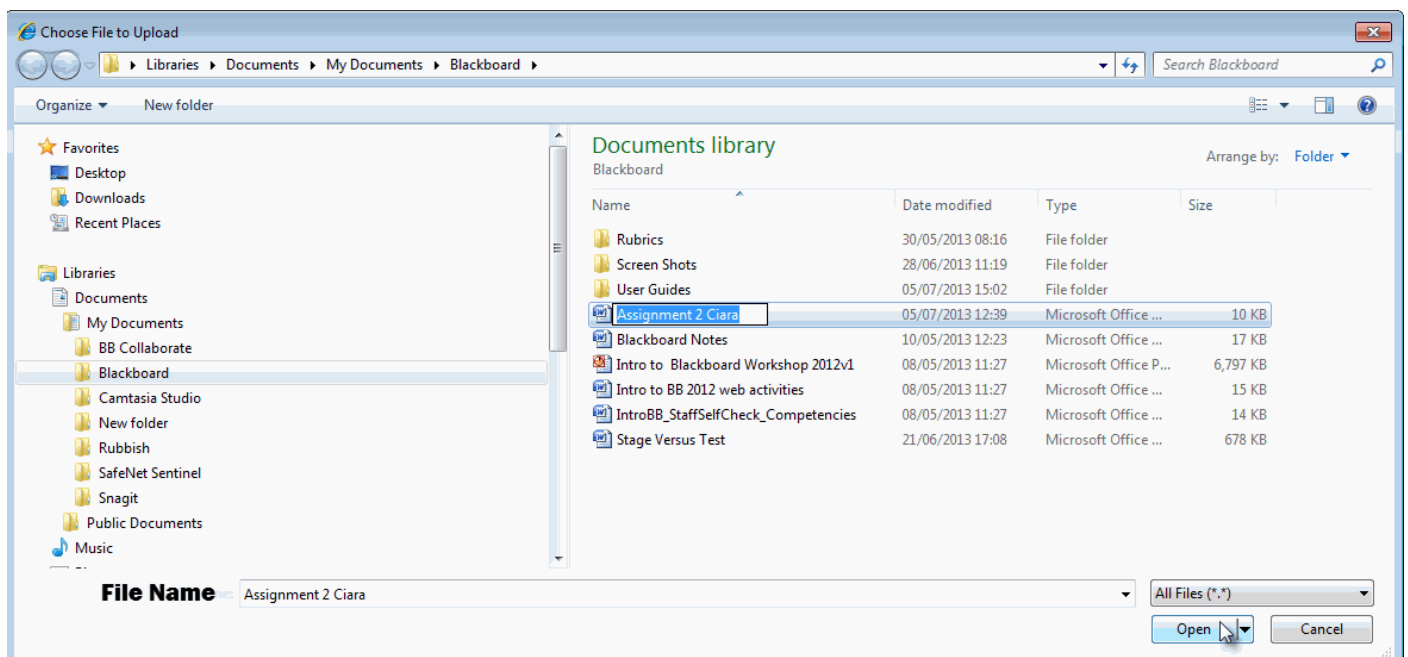 Choose File to Upload
Libraries Documents My Documents Blackboard
Search Blackboard
Organize New folder
Favorites
Desktop
Downloads
Recent Places
Libraries
Documents
My Documents
BB Collaborate
Blackboard
Camtasia Studio
New folder
Rubbish
SafeNet Sentinel
Snagit
Public Documents
Music
Documents library
Blackboard
Arrange by: Folder
Name Date modified Type Size
Rubrics 30/05/2013 08:16 File folder
Screen Shots 28/06/2013 11:19 File folder
User Guides 05/07/2013 15:02 File folder
Assignment 2 Ciara 05/07/2013 12:39 Microsoft Office ... 10 KB
Blackboard Notes 10/05/2013 12:23 Microsoft Office ... 17 KB
Intro to Blackboard Workshop 2012v1 08/05/2013 11:27 Microsoft Office P... 6,797 KB
Intro to BB 2012 web activities 08/05/2013 11:27 Microsoft Office ... 15 KB
IntroBB_StaffSelfCheck_Competencies 08/05/2013 11:27 Microsoft Office ... 14 KB
Stage Versus Test 21/06/2013 17:08 Microsoft Office ... 678 KB
File Name Assignment 2 Ciara All Files (*.*)
Open Cancel